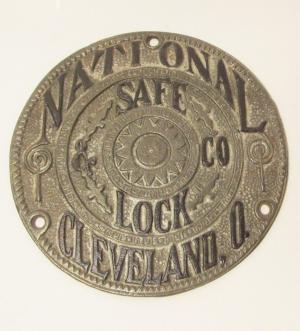 NATIONAL
SAFE
& CO
LOCK
CLEVELAND, O.